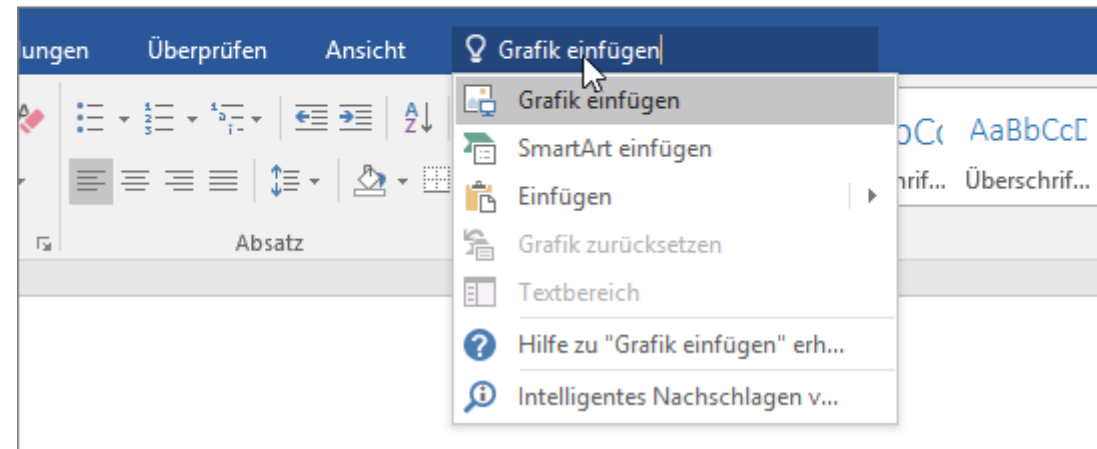 lungen Überprüfen Ansicht Grafik einfügen
Grafik einfügen
AaBbCcD
SmartArt einfügen
Einfügen
hrif... Überschrif...
Absatz
Grafik zurücksetzen
Textbereich
Hilfe zu "Grafik einfügen" erh...
Intelligentes Nachschlagen v...